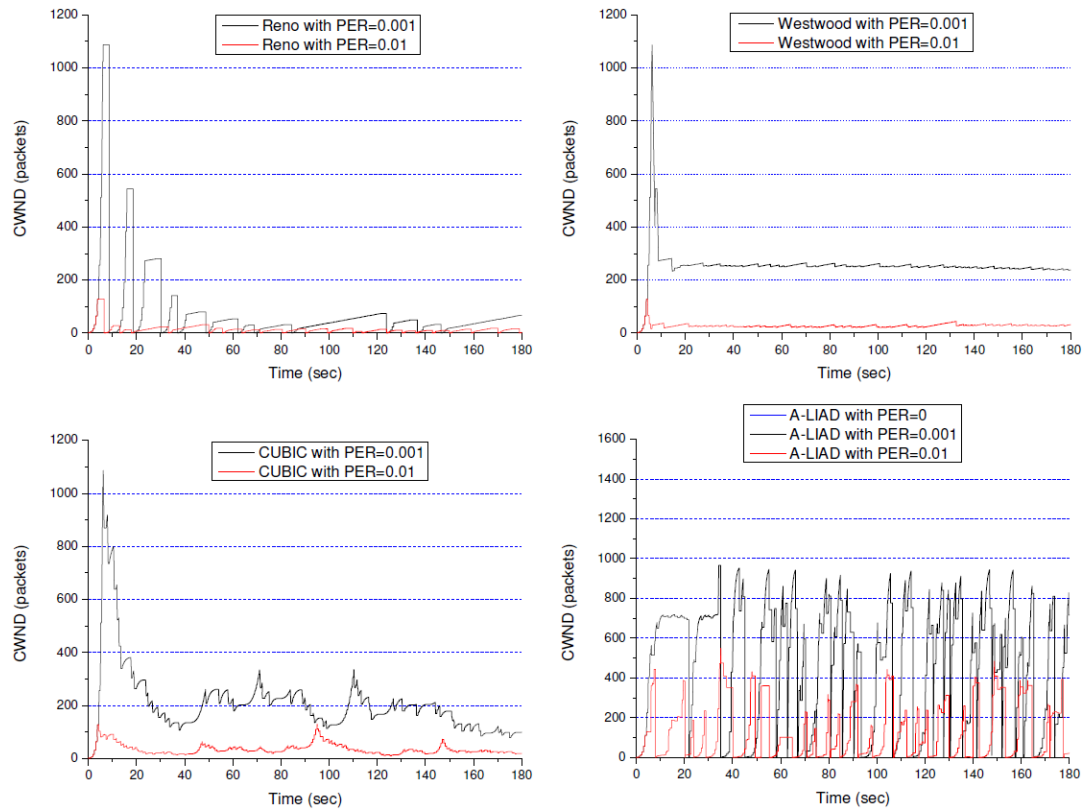 Reno with PER=0.001
Reno with PER=0.01
1200
1000
800
600
400
200
0
CWND (packets)
0 20 40 60 80 100 120 140 160 180
Time (sec)
Westwood with PER=0.001
Westwood with PER=0.01
1200
1000
800
600
400
200
0
CWND (packets)
0 20 40 60 80 100 120 140 160 180
Time (sec)
CUBIC with PER=0.001
CUBIC with PER=0.01
1200
1000
800
600
400
200
0
CWND (packets)
0 20 40 60 80 100 120 140 160 180
Time (sec)
A-LIAD with PER=0
A-LIAD with PER=0.001
A-LIAD with PER=0.01
1600
1400
1200
1000
800
600
400
200
0
CWND (packets)
0 20 40 60 80 100 120 140 160 180
Time (sec)